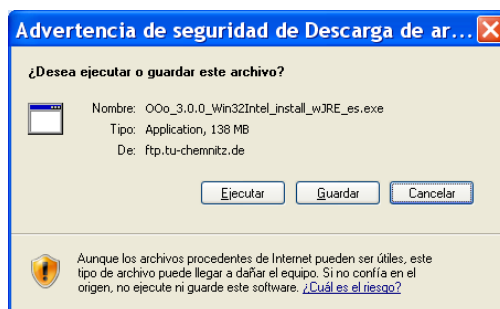 Advertencia de seguridad de Descarga de ar...
¿Desea ejecutar o guardar este archivo?
Nombre: OOo_3.0.0_Win32Intel_install_wJRE_es.exe
Tipo: Application, 138 MB
De: ftp.tu-chemnitz.de
Ejecutar Guardar Cancelar
Aunque los archivos procedentes de Internet pueden ser útiles, este
tipo de archivo puede llegar a dañar el equipo. Si no confía en el
origen, no ejecute ni guarde este software. ¿Cuál es el riesgo?